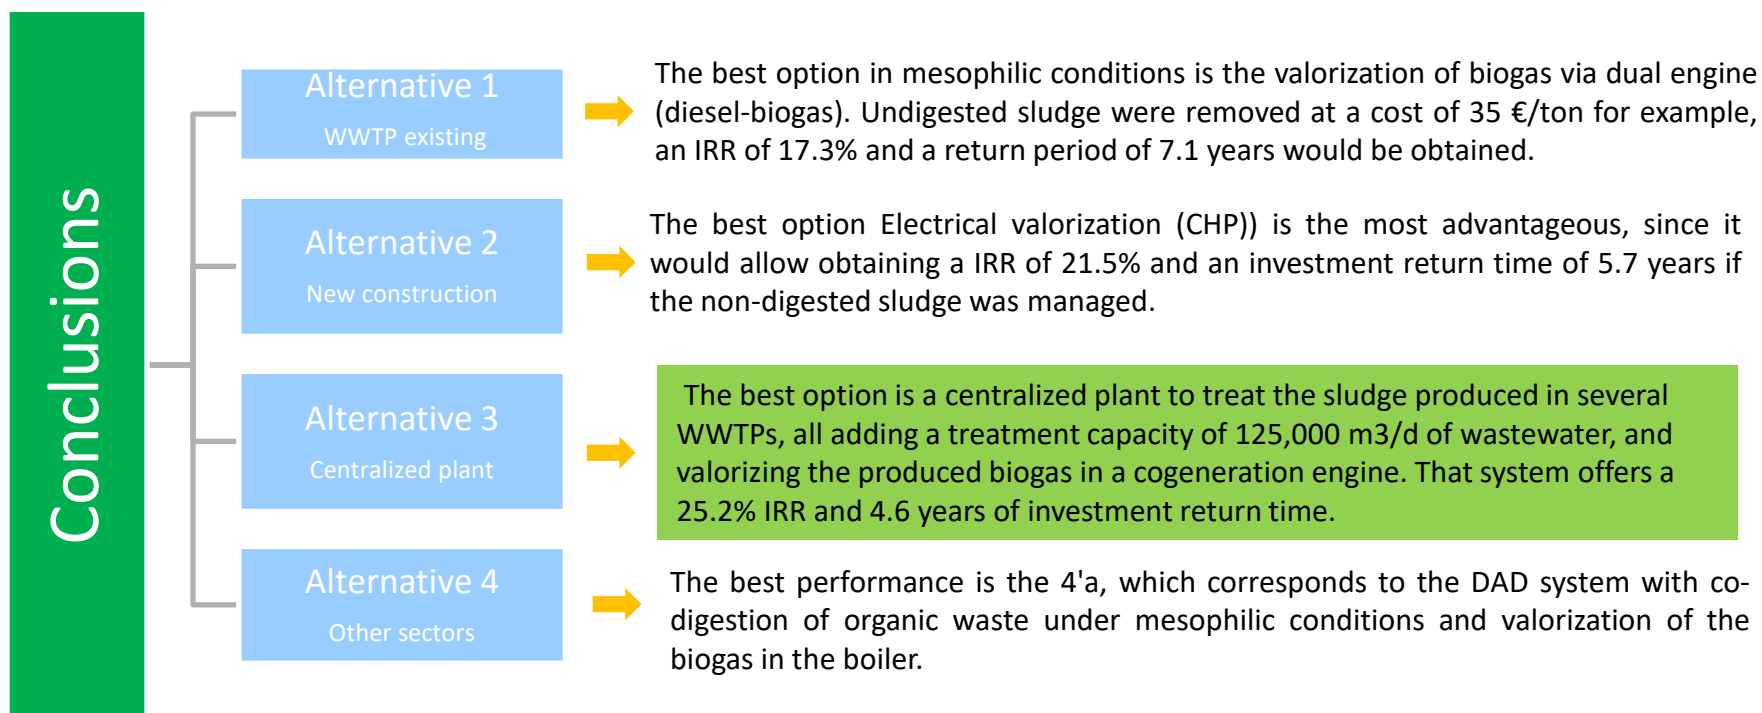 Conclusions
Alternative 1
WWTP existing
The best option in mesophilic conditions is the valorization of biogas via dual engine
(diesel-biogas). Undigested sludge were removed at a cost of 35 €/ton for example,
an IRR of 17.3% and a return period of 7.1 years would be obtained.
Alternative 2
New construction
The best option Electrical valorization (CHP)) is the most advantageous, since it
would allow obtaining a IRR of 21.5% and an investment return time of 5.7 years if
the non-digested sludge was managed.
Alternative 3
Centralized plant
The best option is a centralized plant to treat the sludge produced in several
WWTPs, all adding a treatment capacity of 125,000 m3/d of wastewater, and
valorizing the produced biogas in a cogeneration engine. That system offers a
25.2% IRR and 4.6 years of investment return time.
Alternative 4
Other sectors
The best performance is the 4'a, which corresponds to the DAD system with co-
digestion of organic waste under mesophilic conditions and valorization of the
biogas in the boiler.